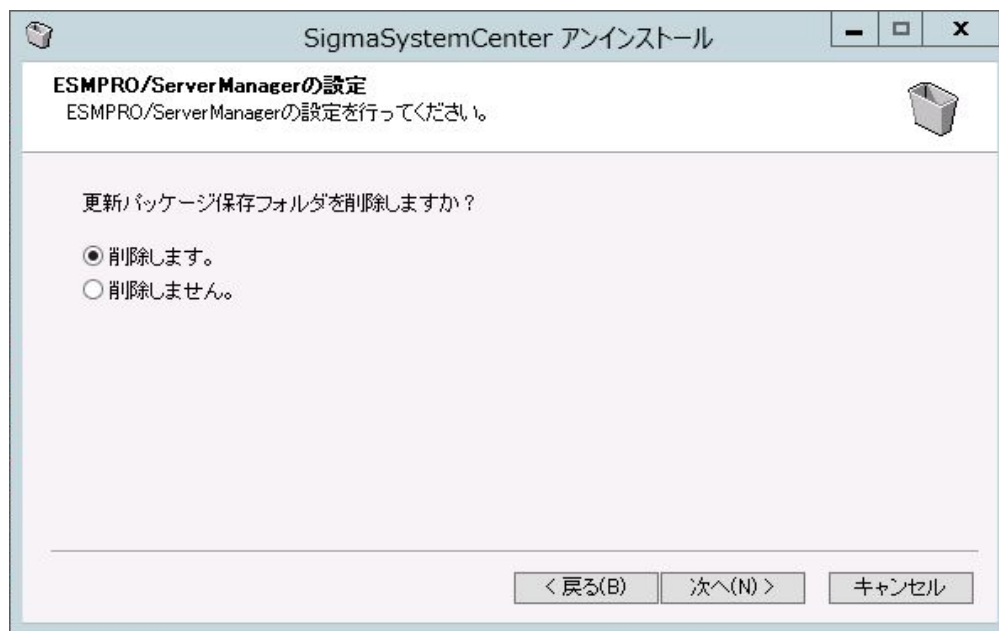 SigmaSystemCenter アンインストール
ESMPRO/ServerManagerの設定
ESMPRO/ServerManagerの設定を行ってください。
更新パッケージ保存フォルダを削除しますか？
削除します。
削除しません。
< 戻る(B)
次へ(N) >
キャンセル